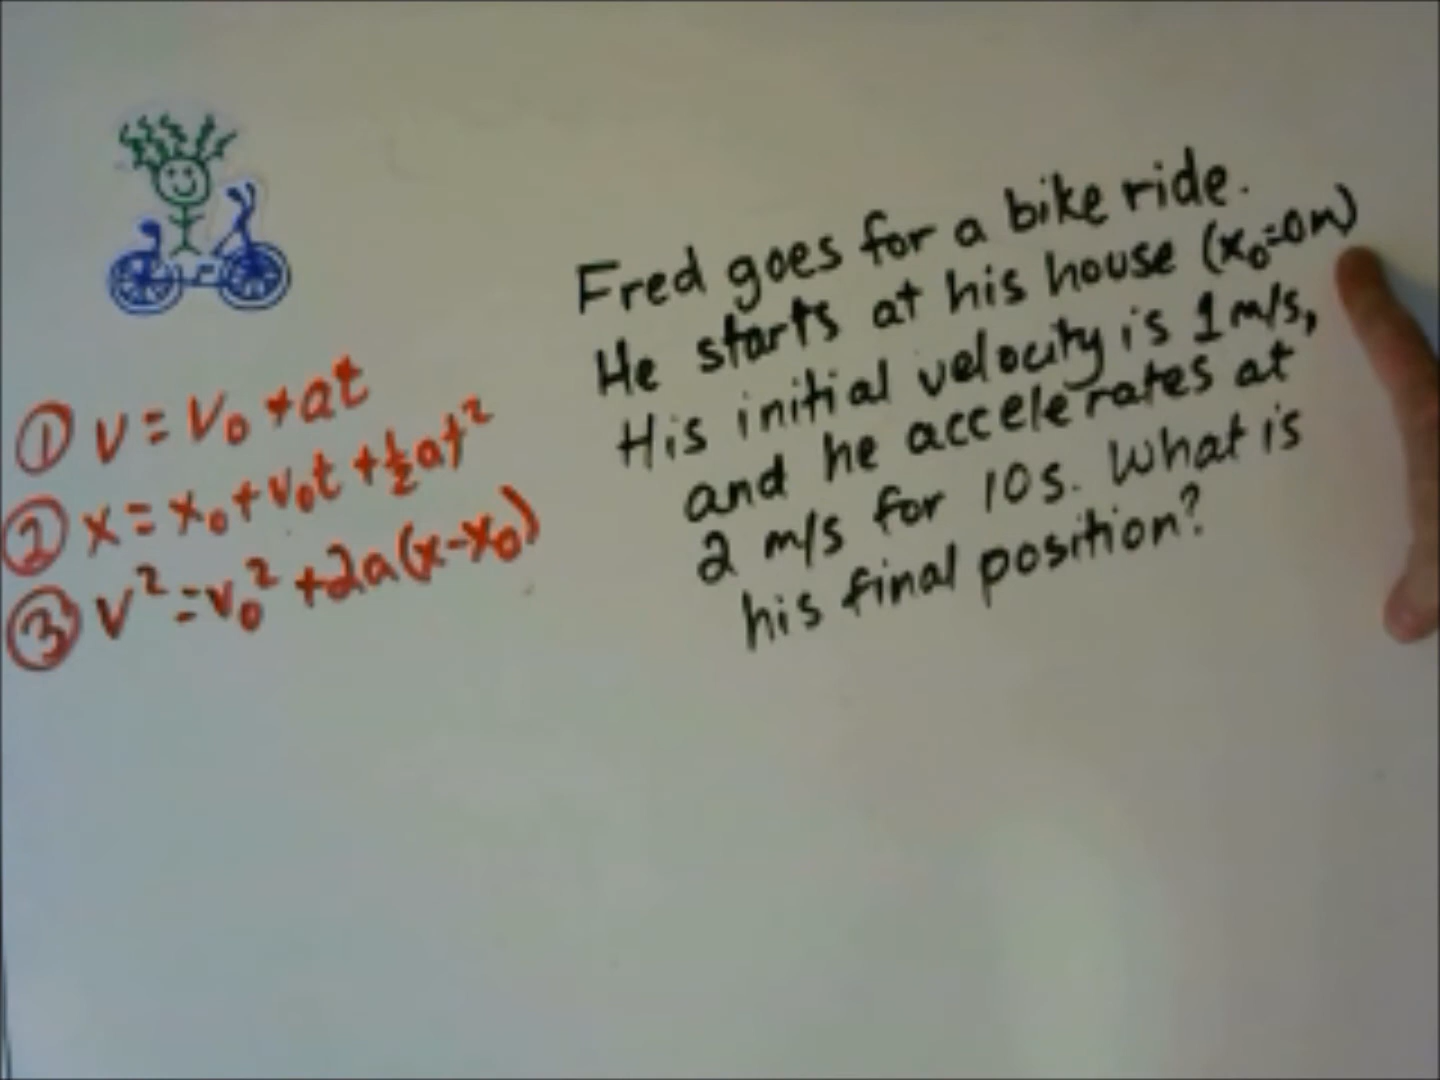 Fred goes for a bike ride.
He starts at his house (x₀=0m)
His initial velocity is 1 m/s,
and he accelerates at
2 m/s for 10s. What is
his final position?
① v = v₀ + at
② x = x₀ + v₀t + ½at²
③ v² = v₀² + 2a(x-x₀)